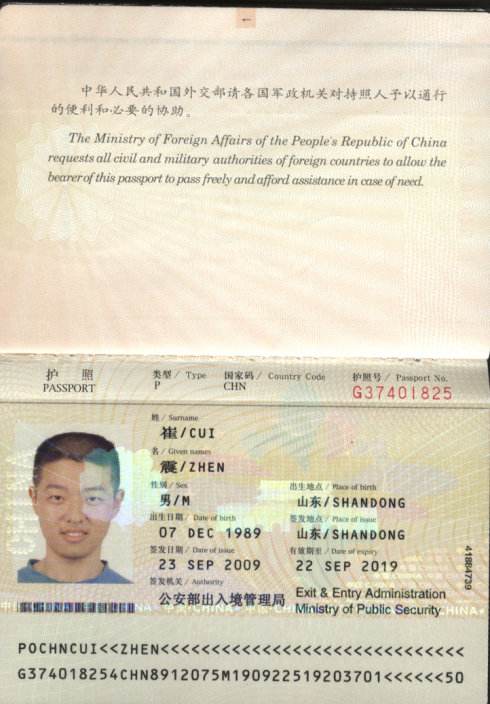 中华人民共和国外交部请各国军政机关对持照人予以通行
的便利和必要的协助。
The Ministry of Foreign Affairs of the People's Republic of China
requests all civil and military authorities of foreign countries to allow the
bearer of this passport to pass freely and afford assistance in case of need.
护照 类型 / Type 国家码 / Country Code 护照号 / Passport No.
PASSPORT P CHN G37401825
姓 / Surname
崔/CUI
名 / Given names
震/ZHEN
性别 / Sex 出生地点 / Place of birth
男/M 山东/SHANDONG
出生日期 / Date of birth 签发地点 / Place of issue
07 DEC 1989 山东/SHANDONG
签发日期 / Date of issue 有效期至 / Date of expiry
23 SEP 2009 22 SEP 2019
签发机关 / Authority
公安部出入境管理局 Exit & Entry Administration
Ministry of Public Security
41884739
POCHNCUI<<ZHEN<<<<<<<<<<<<<<<<<<<<<<<<<<<<<<
G374018254CHN8912075M190922519203701<<<<<<50